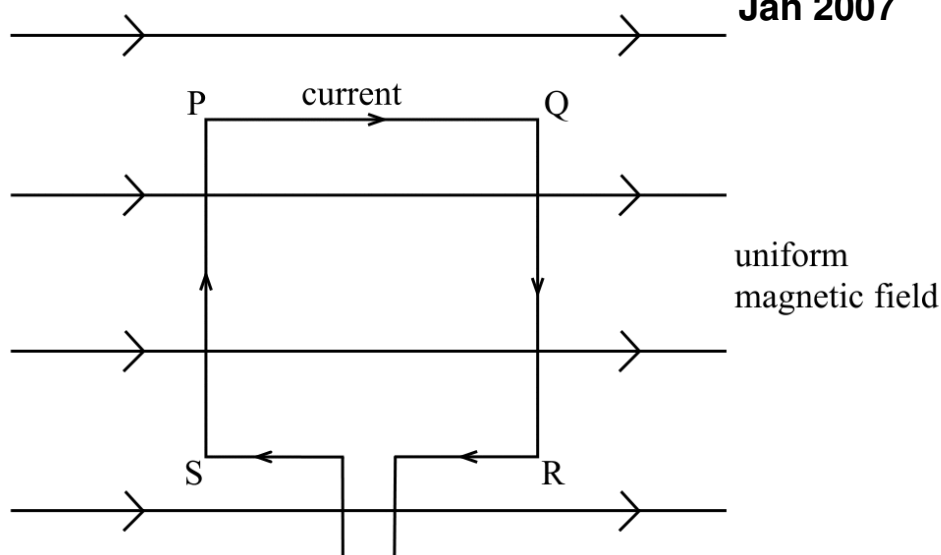 Jan 2007
P
current
Q
uniform
magnetic field
S
R